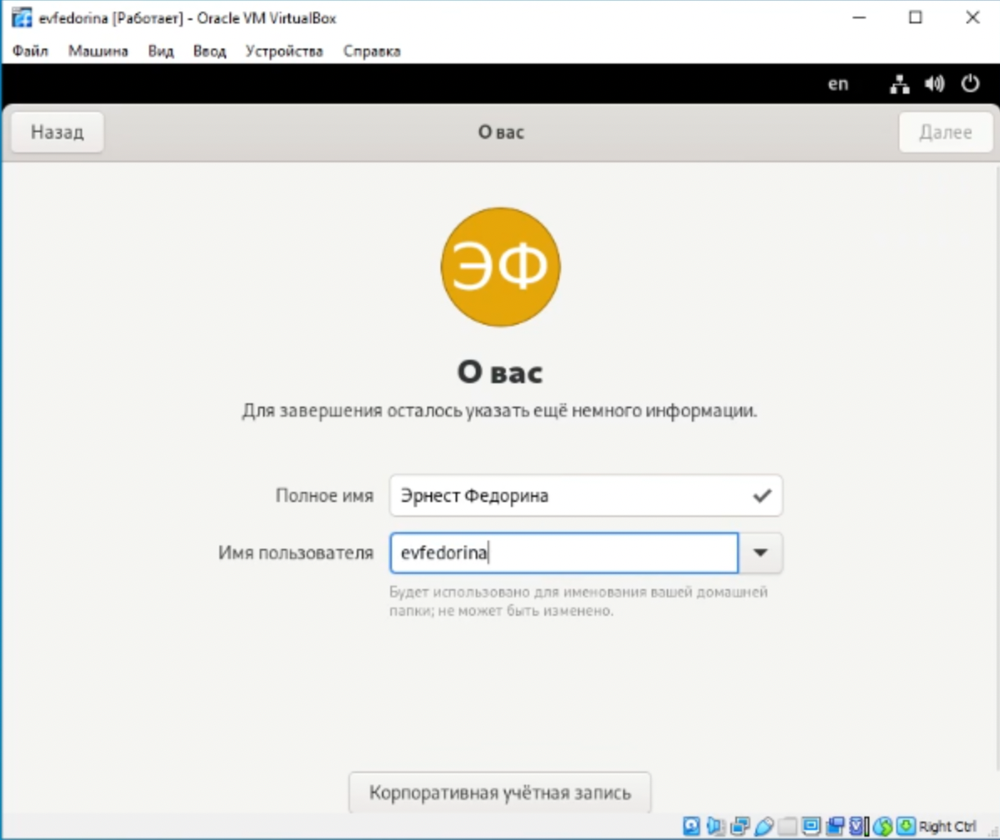 evfedorina [Работает] - Oracle VM VirtualBox
Файл Машина Вид Ввод Устройства Справка
en
Назад О вас Далее
ЭФ
О вас
Для завершения осталось указать ещё немного информации.
Полное имя Эрнест Федорина
Имя пользователя evfedorina
Будет использовано для именования вашей домашней
папки; не может быть изменено.
Корпоративная учётная запись
Right Ctrl